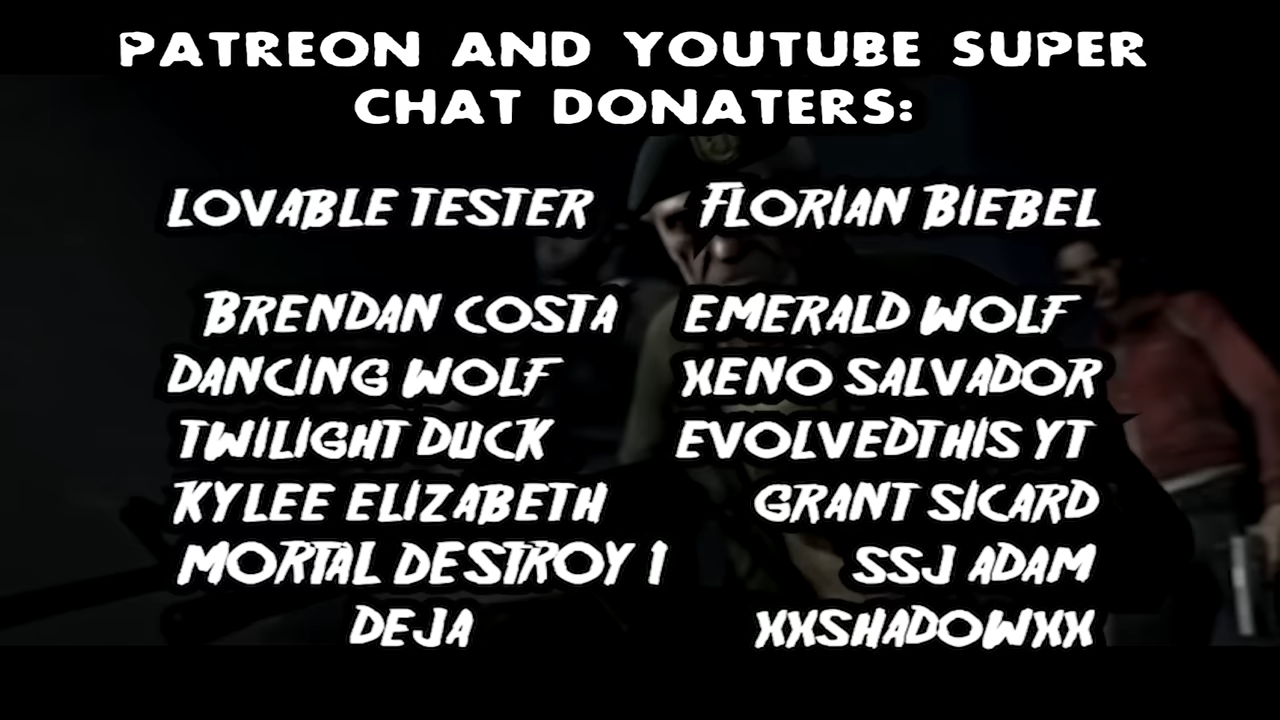 PATREON AND YOUTUBE SUPER
CHAT DONATERS:
LOVABLE TESTER FLORIAN BIEBEL
BRENDAN COSTA EMERALD WOLF
DANCING WOLF XENO SALVADOR
TWILIGHT DUCK EVOLVEDTHIS YT
KYLEE ELIZABETH GRANT SICARD
MORTAL DESTROY 1 SSJ ADAM
DEJA XXSHADOWXX